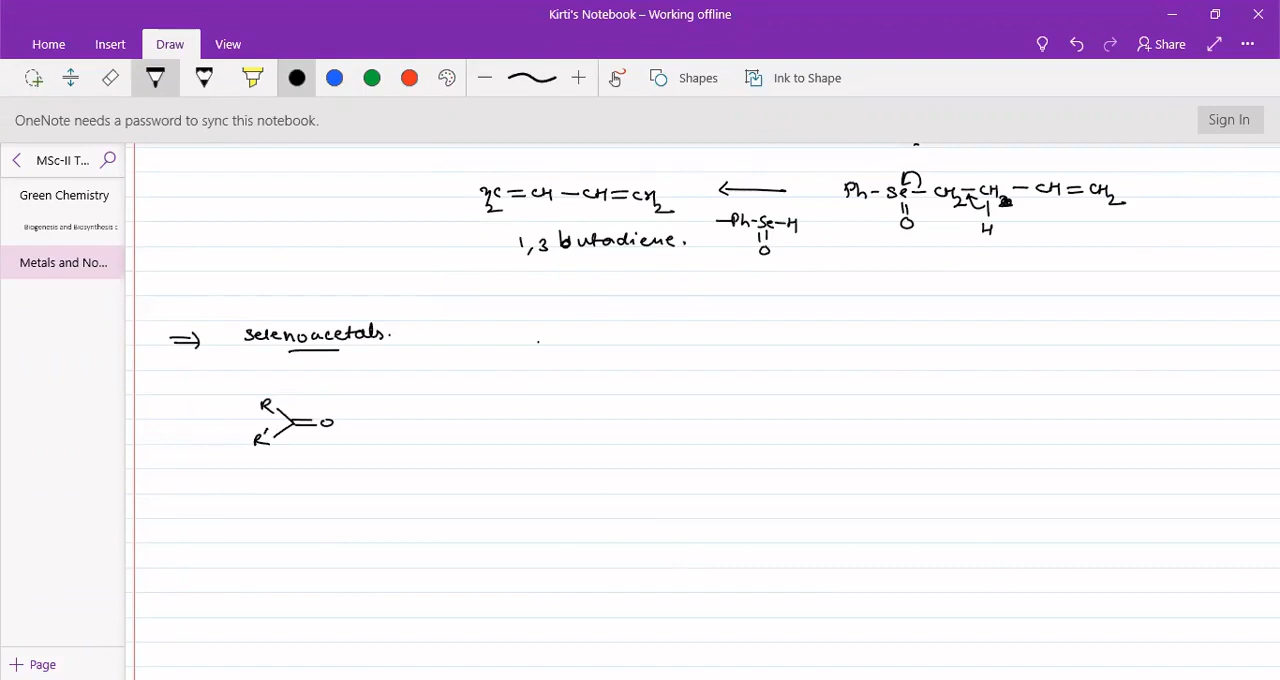 Kirti's Notebook – Working offline
Home Insert Draw View
Share
Shapes Ink to Shape
OneNote needs a password to sync this notebook. Sign In
MSc-II T...
Green Chemistry
Biogenesis and Biosynthesis
Metals and No...
Page
H₂C=CH—CH=CH₂ ← Ph-Se-CH₂-CH-CH=CH₂
-Ph-Se-H
O
O H
1,3 butadiene.
⇒ selenoacetals.
R
=O
R'